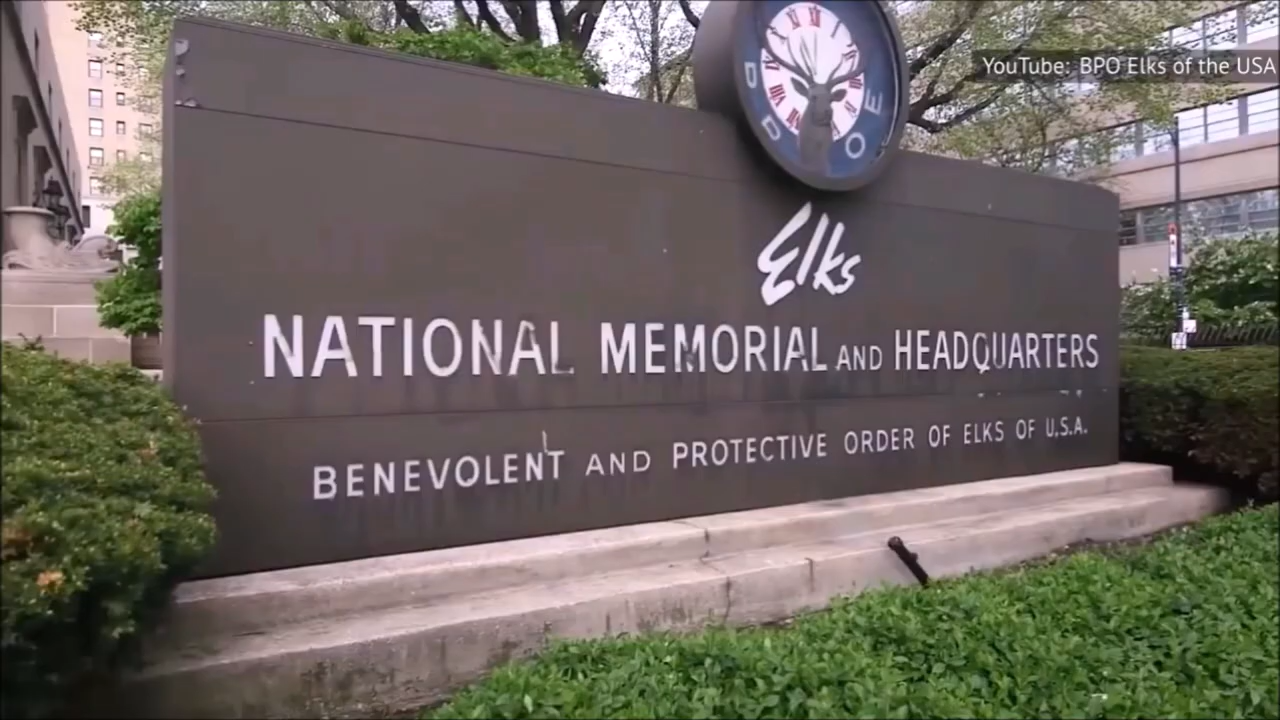 YouTube: BPO Elks of the USA
B E
P O
Elks
NATIONAL MEMORIAL AND HEADQUARTERS
BENEVOLENT AND PROTECTIVE ORDER OF ELKS OF U.S.A.